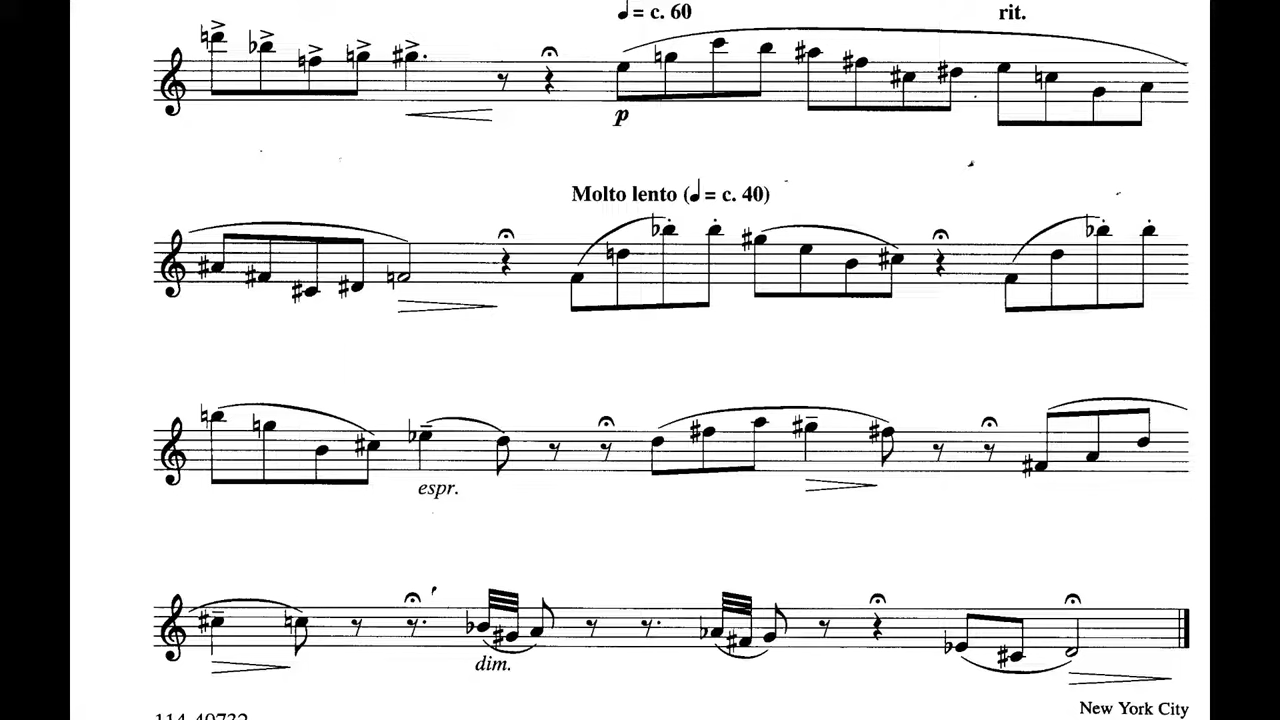 ♩ = c. 60 rit.
p
Molto lento (♩ = c. 40)
espr.
dim.
New York City
114-40732